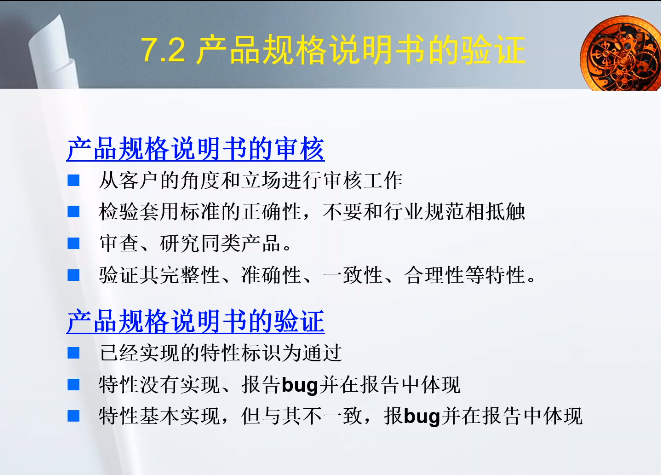 7.2 产品规格说明书的验证
产品规格说明书的审核
从客户的角度和立场进行审核工作
检验套用标准的正确性，不要和行业规范相抵触
审查、研究同类产品。
验证其完整性、准确性、一致性、合理性等特性。
产品规格说明书的验证
已经实现的特性标识为通过
特性没有实现、报告bug并在报告中体现
特性基本实现，但与其不一致，报bug并在报告中体现